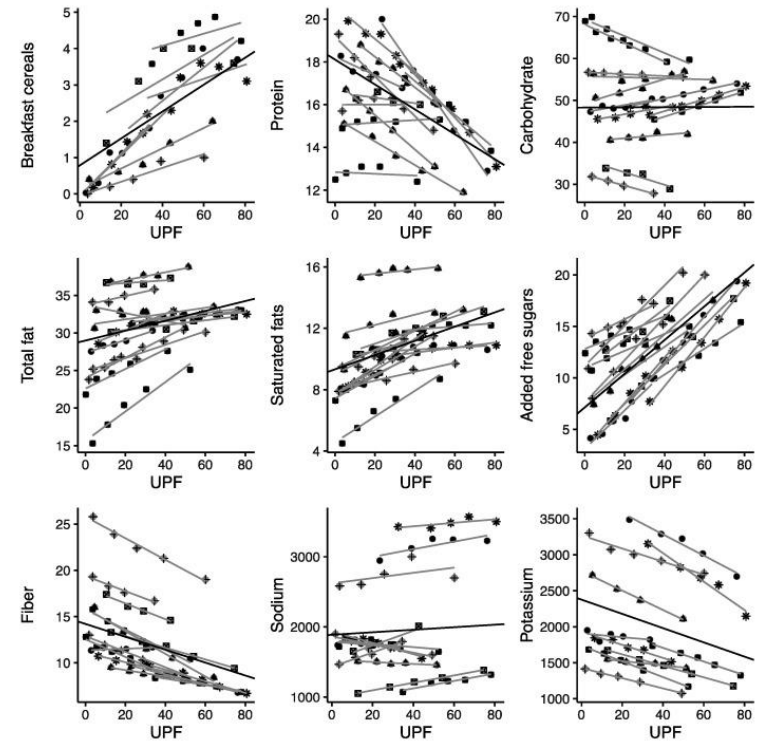 Breakfast cereals
5
4
3
2
1
0
0 20 40 60 80
UPF
Protein
20
18
16
14
12
0 20 40 60 80
UPF
Carbohydrate
70
60
50
40
30
0 20 40 60 80
UPF
Total fat
35
30
25
20
15
0 20 40 60 80
UPF
Saturated fats
16
12
8
4
0 20 40 60 80
UPF
Added free sugars
20
15
10
5
0 20 40 60 80
UPF
Fiber
25
20
15
10
0 20 40 60 80
UPF
Sodium
3000
2000
1000
0 20 40 60 80
UPF
Potassium
3500
3000
2500
2000
1500
1000
0 20 40 60 80
UPF